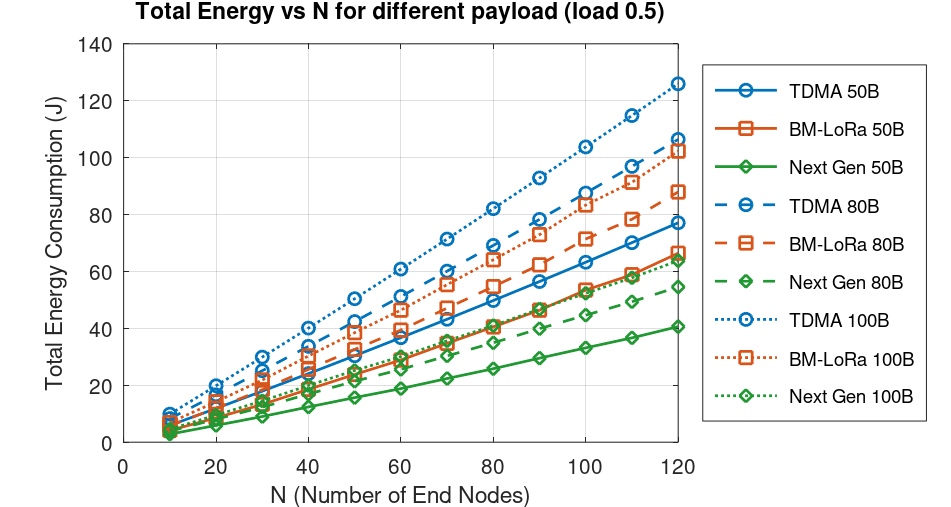 Total Energy vs N for different payload (load 0.5)
Total Energy Consumption (J)
140
120
100
80
60
40
20
0
0 20 40 60 80 100 120
N (Number of End Nodes)
TDMA 50B
BM-LoRa 50B
Next Gen 50B
TDMA 80B
BM-LoRa 80B
Next Gen 80B
TDMA 100B
BM-LoRa 100B
Next Gen 100B